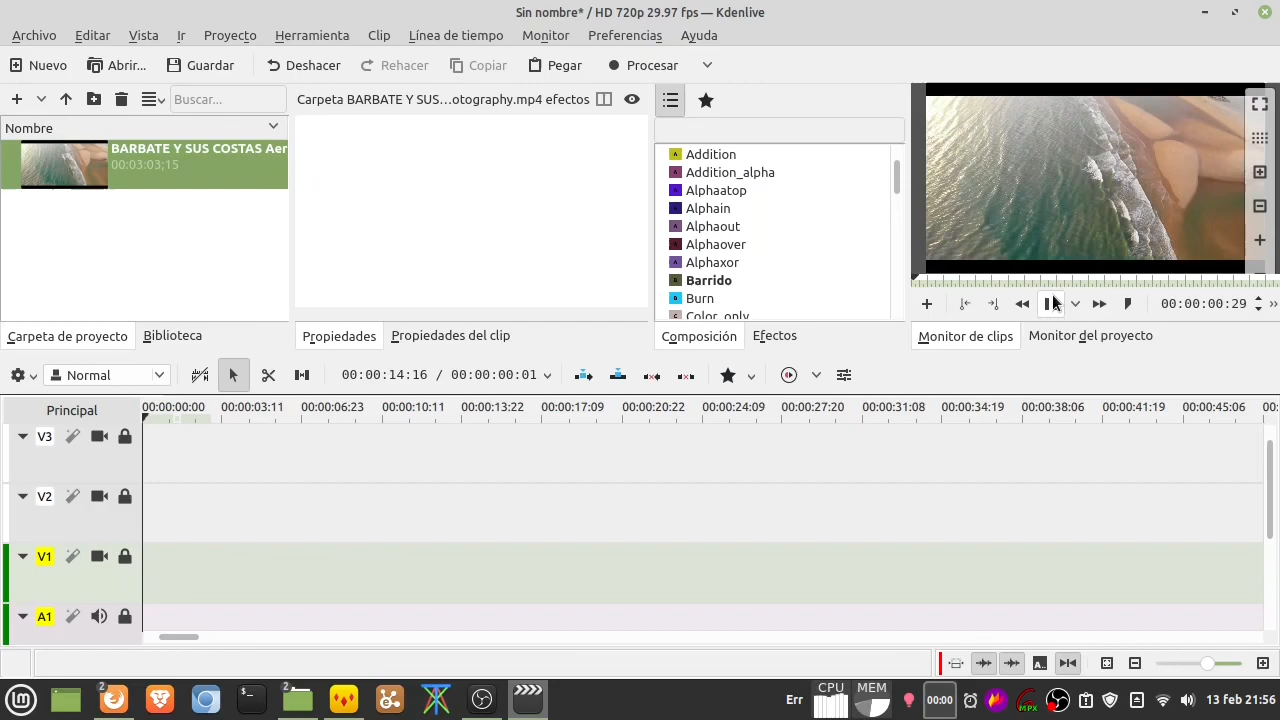 Sin nombre* / HD 720p 29.97 fps — Kdenlive
Archivo Editar Vista Ir Proyecto Herramienta Clip Línea de tiempo Monitor Preferencias Ayuda
Nuevo Abrir... Guardar Deshacer Rehacer Copiar Pegar Procesar
Buscar... Carpeta BARBATE Y SUS...otography.mp4 efectos
Nombre
BARBATE Y SUS COSTAS Aer
00:03:03;15
Addition
Addition_alpha
Alphaatop
Alphain
Alphaout
Alphaover
Alphaxor
Barrido
Burn
Color_only
00:00:00:29
Carpeta de proyecto Biblioteca Propiedades Propiedades del clip Composición Efectos Monitor de clips Monitor del proyecto
Normal 00:00:14:16 / 00:00:00:01
Principal 00:00:00:00 00:00:03:11 00:00:06:23 00:00:10:11 00:00:13:22 00:00:17:09 00:00:20:22 00:00:24:09 00:00:27:20 00:00:31:08 00:00:34:19 00:00:38:06 00:00:41:19 00:00:45:06 00:
V3
V2
V1
A1
2 2 Err CPU MEM 00:00 MPX 13 feb 21:56